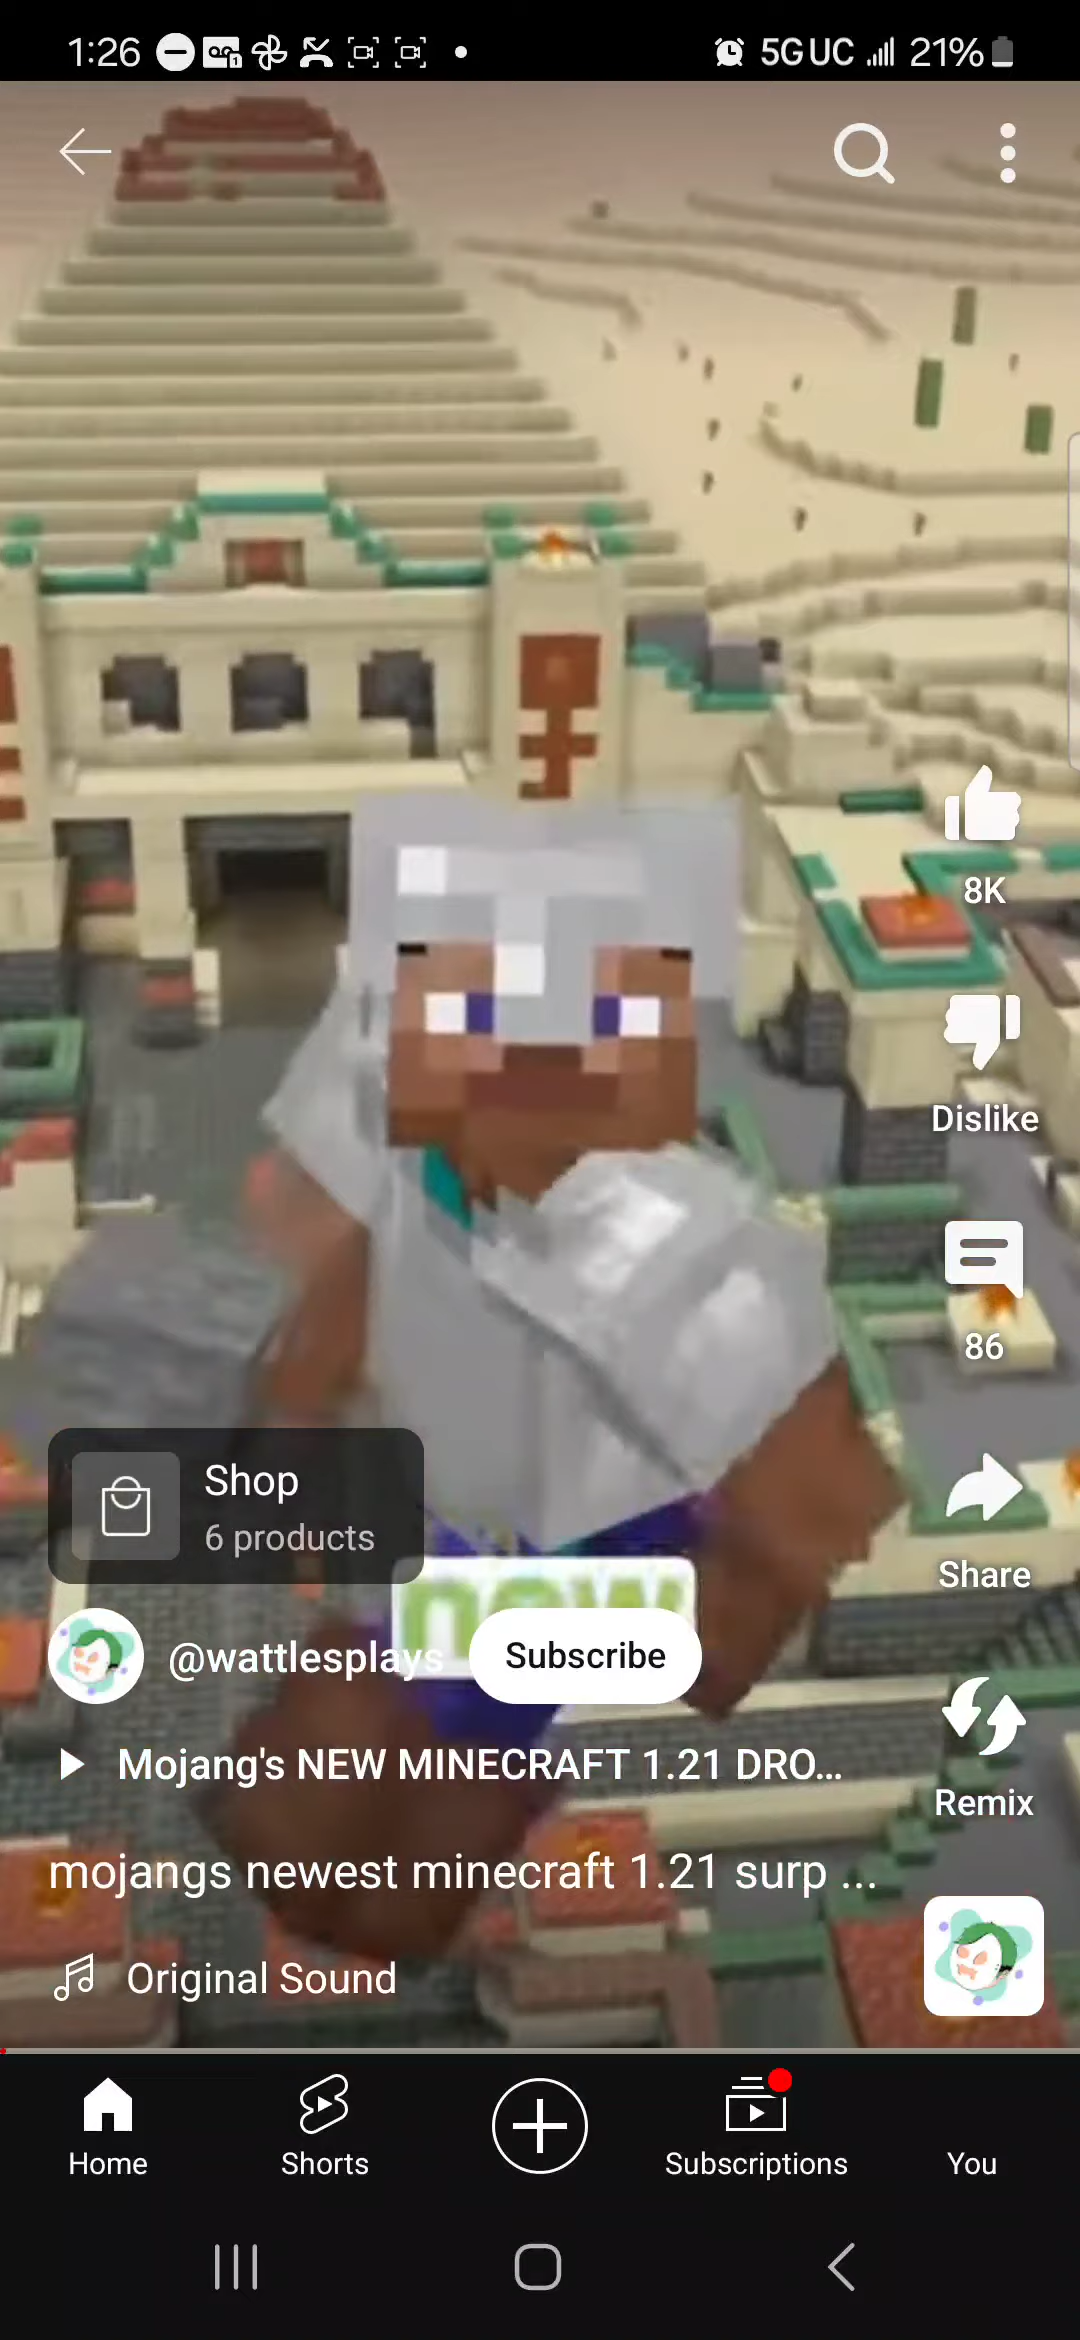 1:26
5G UC
21%
8K
Dislike
86
Shop
6 products
Share
new
@wattlesplays
Subscribe
Mojang's NEW MINECRAFT 1.21 DRO...
Remix
mojangs newest minecraft 1.21 surp ...
Original Sound
Home
Shorts
Subscriptions
You